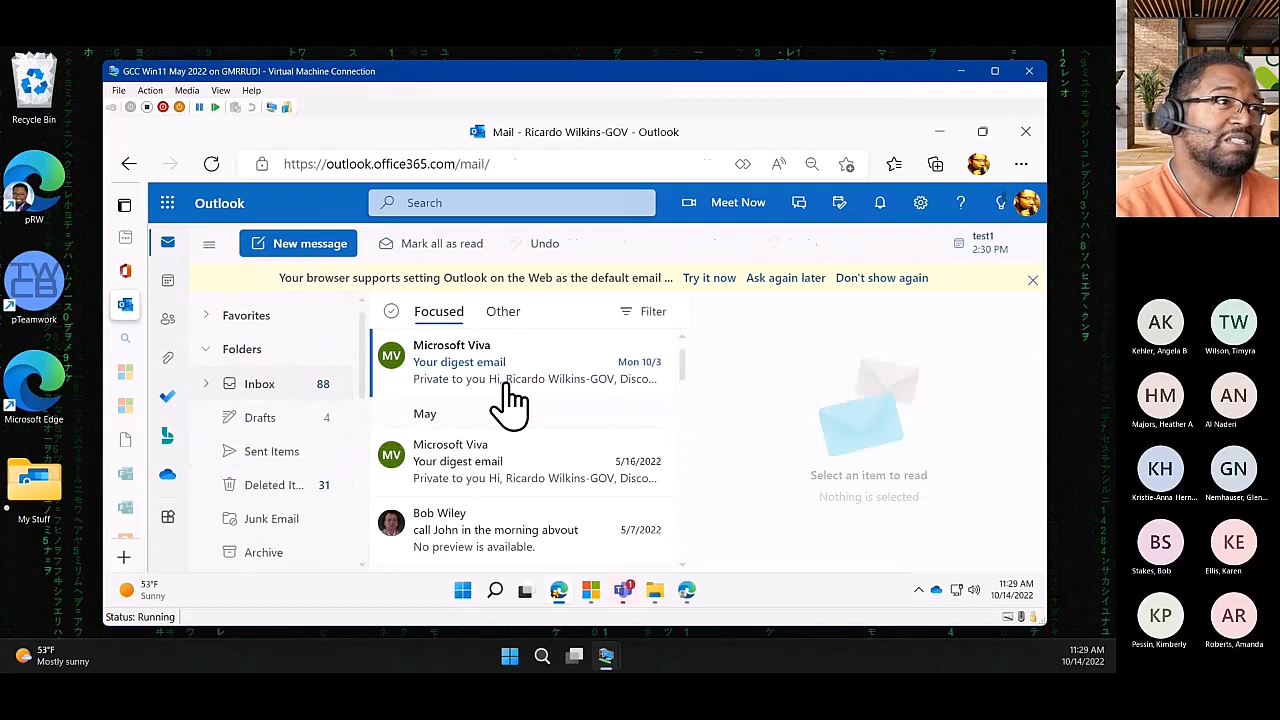 Recycle Bin
pRW
pTeamwork
Microsoft Edge
My Stuff
GCC Win11 May 2022 on GMRRUDI - Virtual Machine Connection
File Action Media View Help
Mail - Ricardo Wilkins-GOV - Outlook
https://outlook.office365.com/mail/
Outlook
Search
Meet Now
New message
Mark all as read
Undo
test1
2:30 PM
Your browser supports setting Outlook on the Web as the default email ... Try it now Ask again later Don't show again
Favorites
Folders
Inbox 88
Drafts 4
Sent Items
Deleted It... 31
Junk Email
Archive
Focused Other Filter
MV
Microsoft Viva
Your digest email Mon 10/3
Private to you Hi, Ricardo Wilkins-GOV, Disco...
May
MV
Microsoft Viva
Your digest email 5/16/2022
Private to you Hi, Ricardo Wilkins-GOV, Disco...
Bob Wiley
call John in the morning abvout 5/7/2022
No preview is available.
Select an item to read
Nothing is selected
53°F
Sunny
1
11:29 AM
10/14/2022
Status: Running
53°F
Mostly sunny
11:29 AM
10/14/2022
AK TW
Kehler, Angela B Wilson, Timyra
HM AN
Majors, Heather A Al Naderi
KH GN
Kristie-Anna Hern... Nemhauser, Glen...
BS KE
Stakes, Bob Ellis, Karen
KP AR
Pessin, Kimberly Roberts, Amanda